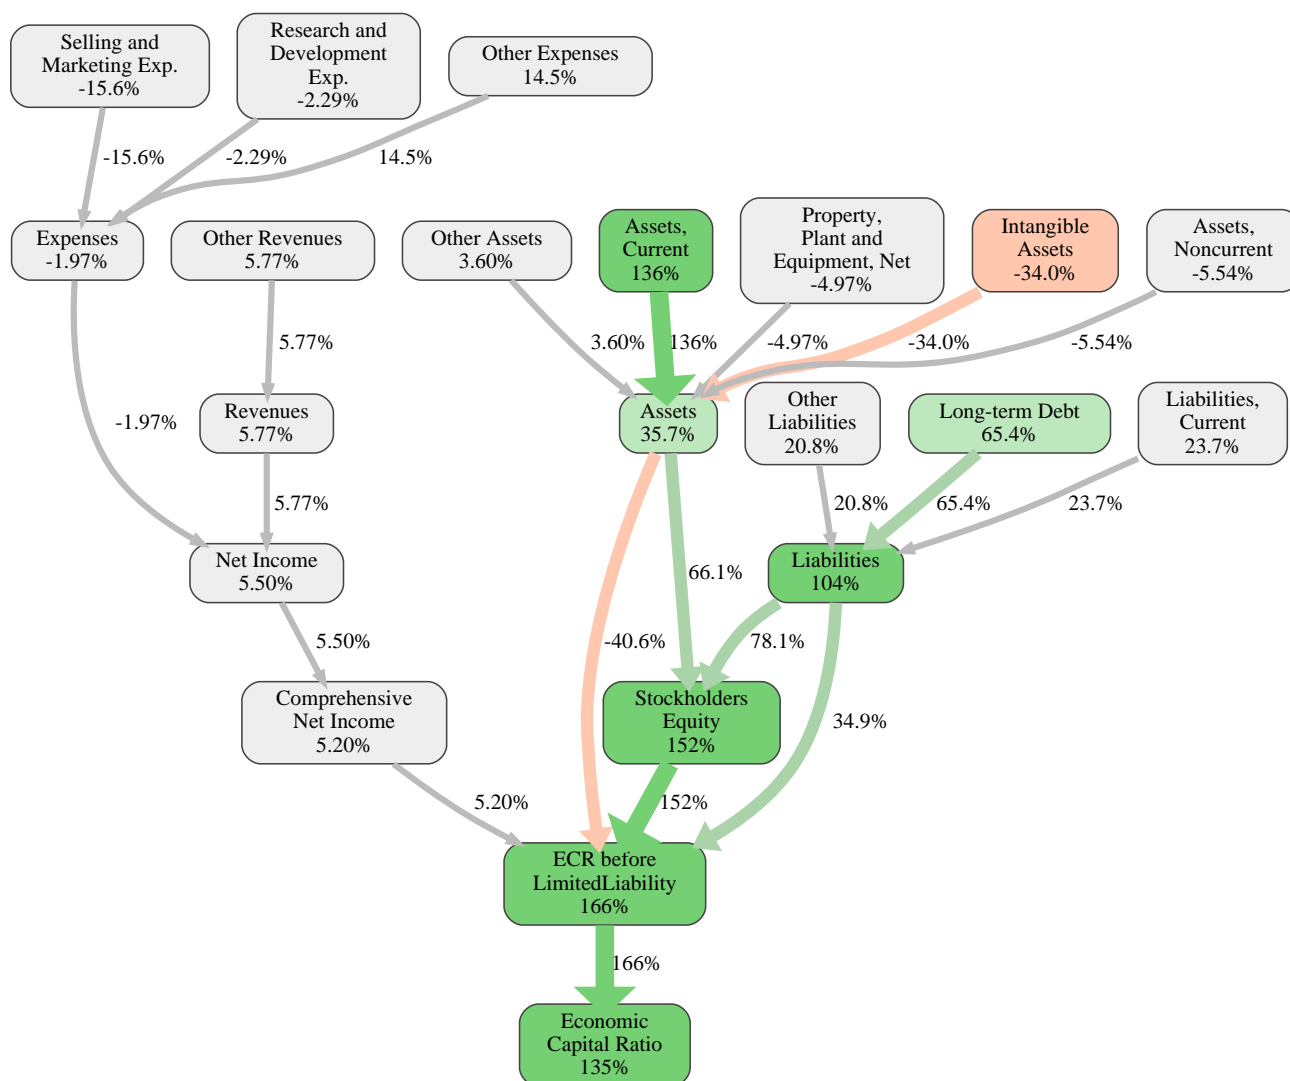 Selling and
Marketing Exp.
-15.6%
Research and
Development
Exp.
-2.29%
Other Expenses
14.5%
-15.6%
-2.29%
14.5%
Expenses
-1.97%
Other Revenues
5.77%
Other Assets
3.60%
Assets,
Current
136%
Property,
Plant and
Equipment, Net
-4.97%
Intangible
Assets
-34.0%
Assets,
Noncurrent
-5.54%
5.77%
3.60%
136%
-4.97%
-34.0%
-5.54%
-1.97%
Revenues
5.77%
Assets
35.7%
Other
Liabilities
20.8%
Long-term Debt
65.4%
Liabilities,
Current
23.7%
5.77%
20.8%
65.4%
23.7%
Net Income
5.50%
66.1%
Liabilities
104%
5.50%
-40.6%
78.1%
Comprehensive
Net Income
5.20%
Stockholders
Equity
152%
34.9%
5.20%
152%
ECR before
LimitedLiability
166%
166%
Economic
Capital Ratio
135%